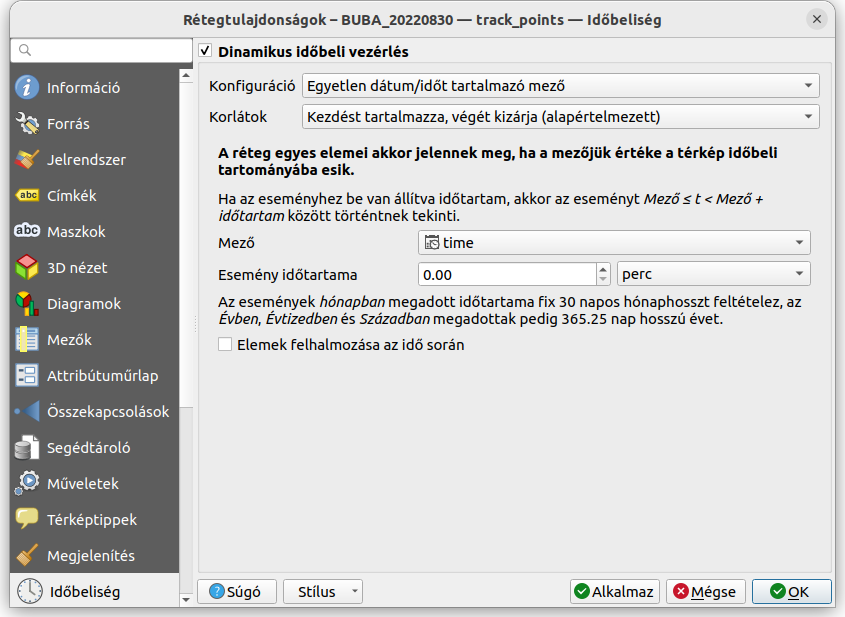 Rétegtulajdonságok – BUBA_20220830 — track_points — Időbeliség
Információ
Forrás
Jelrendszer
abc Címkék
abc Maszkok
3D nézet
Diagramok
Mezők
Attribútuműrlap
Összekapcsolások
Segédtároló
Műveletek
Térképtippek
Megjelenítés
Időbeliség
Dinamikus időbeli vezérlés
Konfiguráció Egyetlen dátum/időt tartalmazó mező
Korlátok Kezdést tartalmazza, végét kizárja (alapértelmezett)
A réteg egyes elemei akkor jelennek meg, ha a mezőjük értéke a térkép időbeli
tartományába esik.
Ha az eseményhez be van állítva időtartam, akkor az eseményt Mező ≤ t < Mező +
időtartam között történtnek tekinti.
Mező time
Esemény időtartama 0.00 perc
Az események hónapban megadott időtartama fix 30 napos hónaphosszt feltételez, az
Évben, Évtizedben és Században megadottak pedig 365.25 nap hosszú évet.
Elemek felhalmozása az idő során
Súgó Stílus Alkalmaz Mégse OK